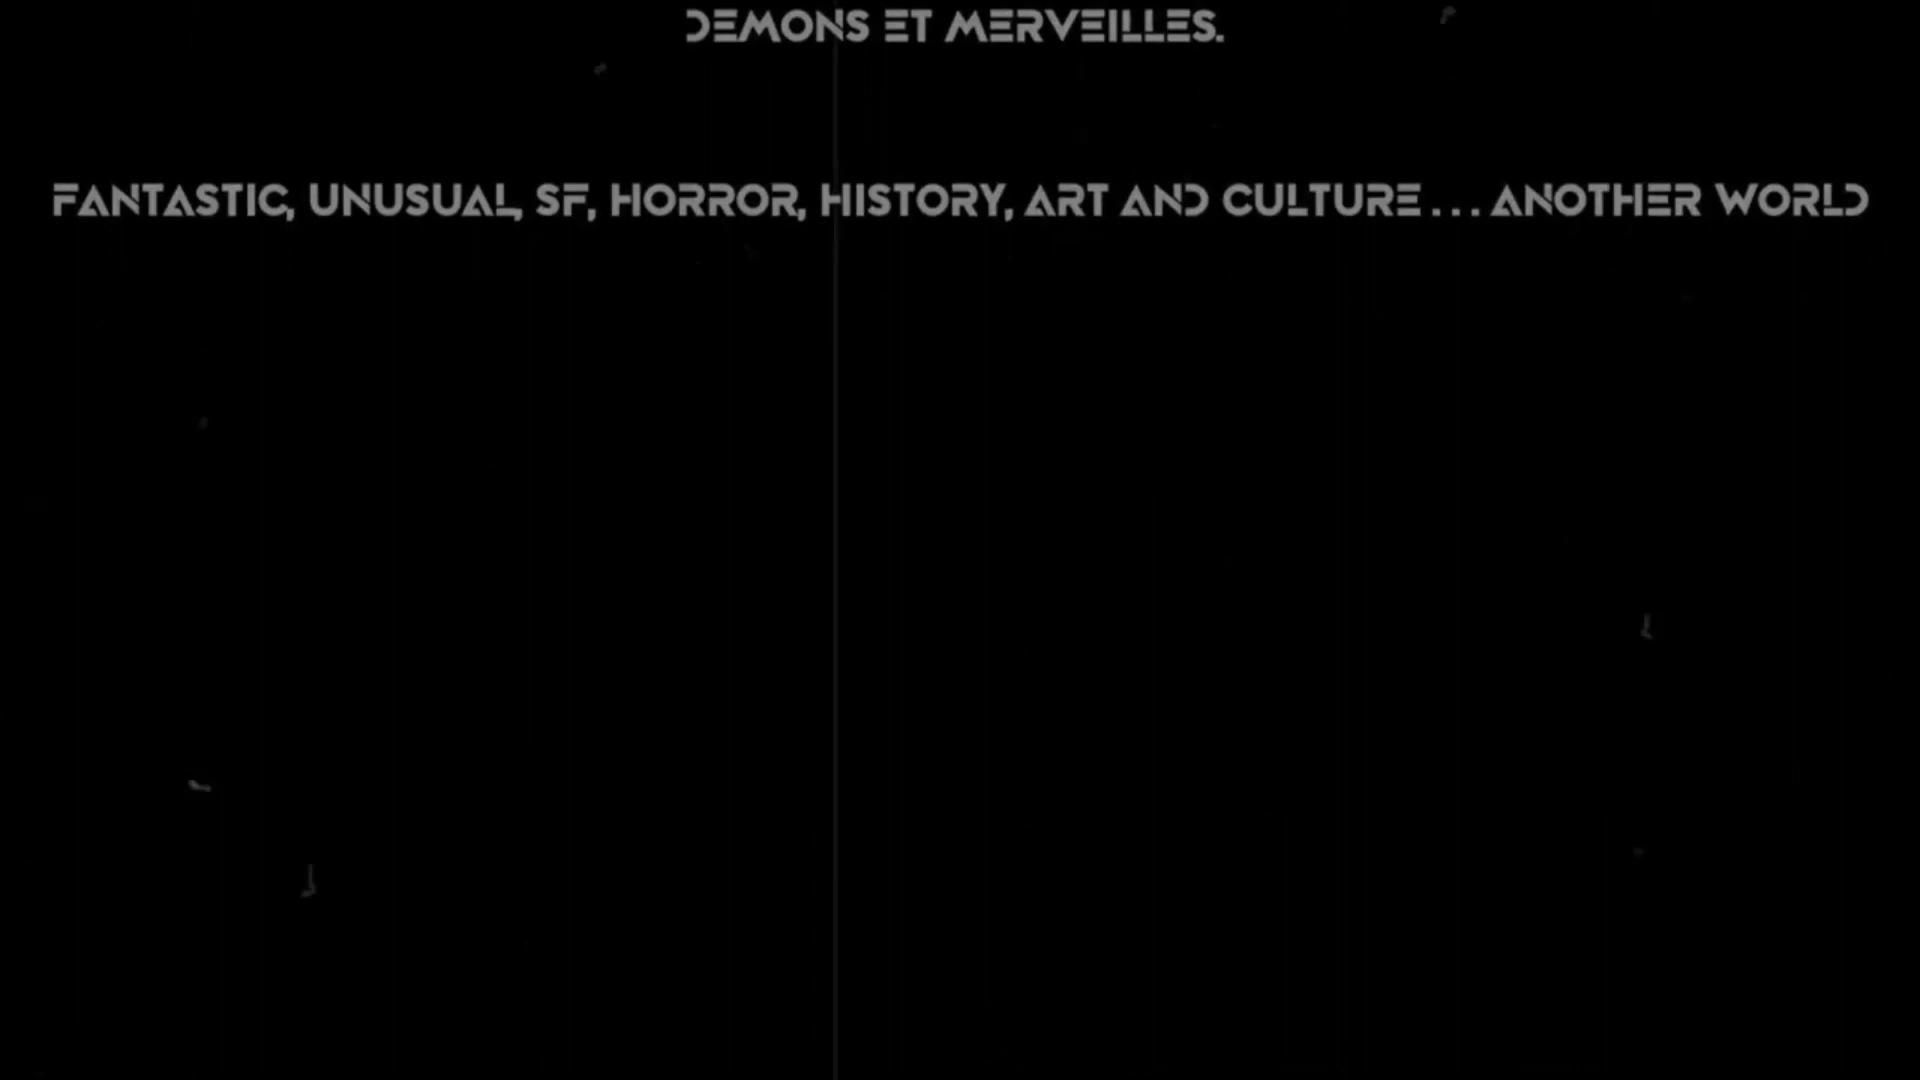 DEMONS ET MERVEILLES.
FANTASTIC, UNUSUAL, SF, HORROR, HISTORY, ART AND CULTURE... ANOTHER WORLD